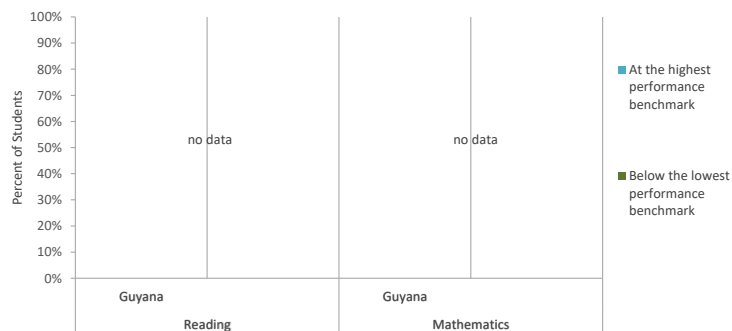 100%
90%
80%
70%
60%
50%
40%
30%
20%
10%
0%
Percent of Students
no data
no data
Guyana
Guyana
Reading
Mathematics
At the highest
performance
benchmark
Below the lowest
performance
benchmark